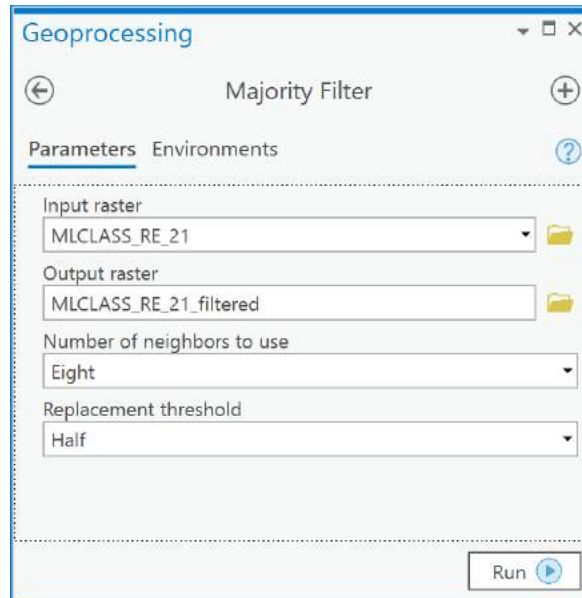 Geoprocessing
Majority Filter
Parameters Environments
Input raster
MLCLASS_RE_21
Output raster
MLCLASS_RE_21_filtered
Number of neighbors to use
Eight
Replacement threshold
Half
Run